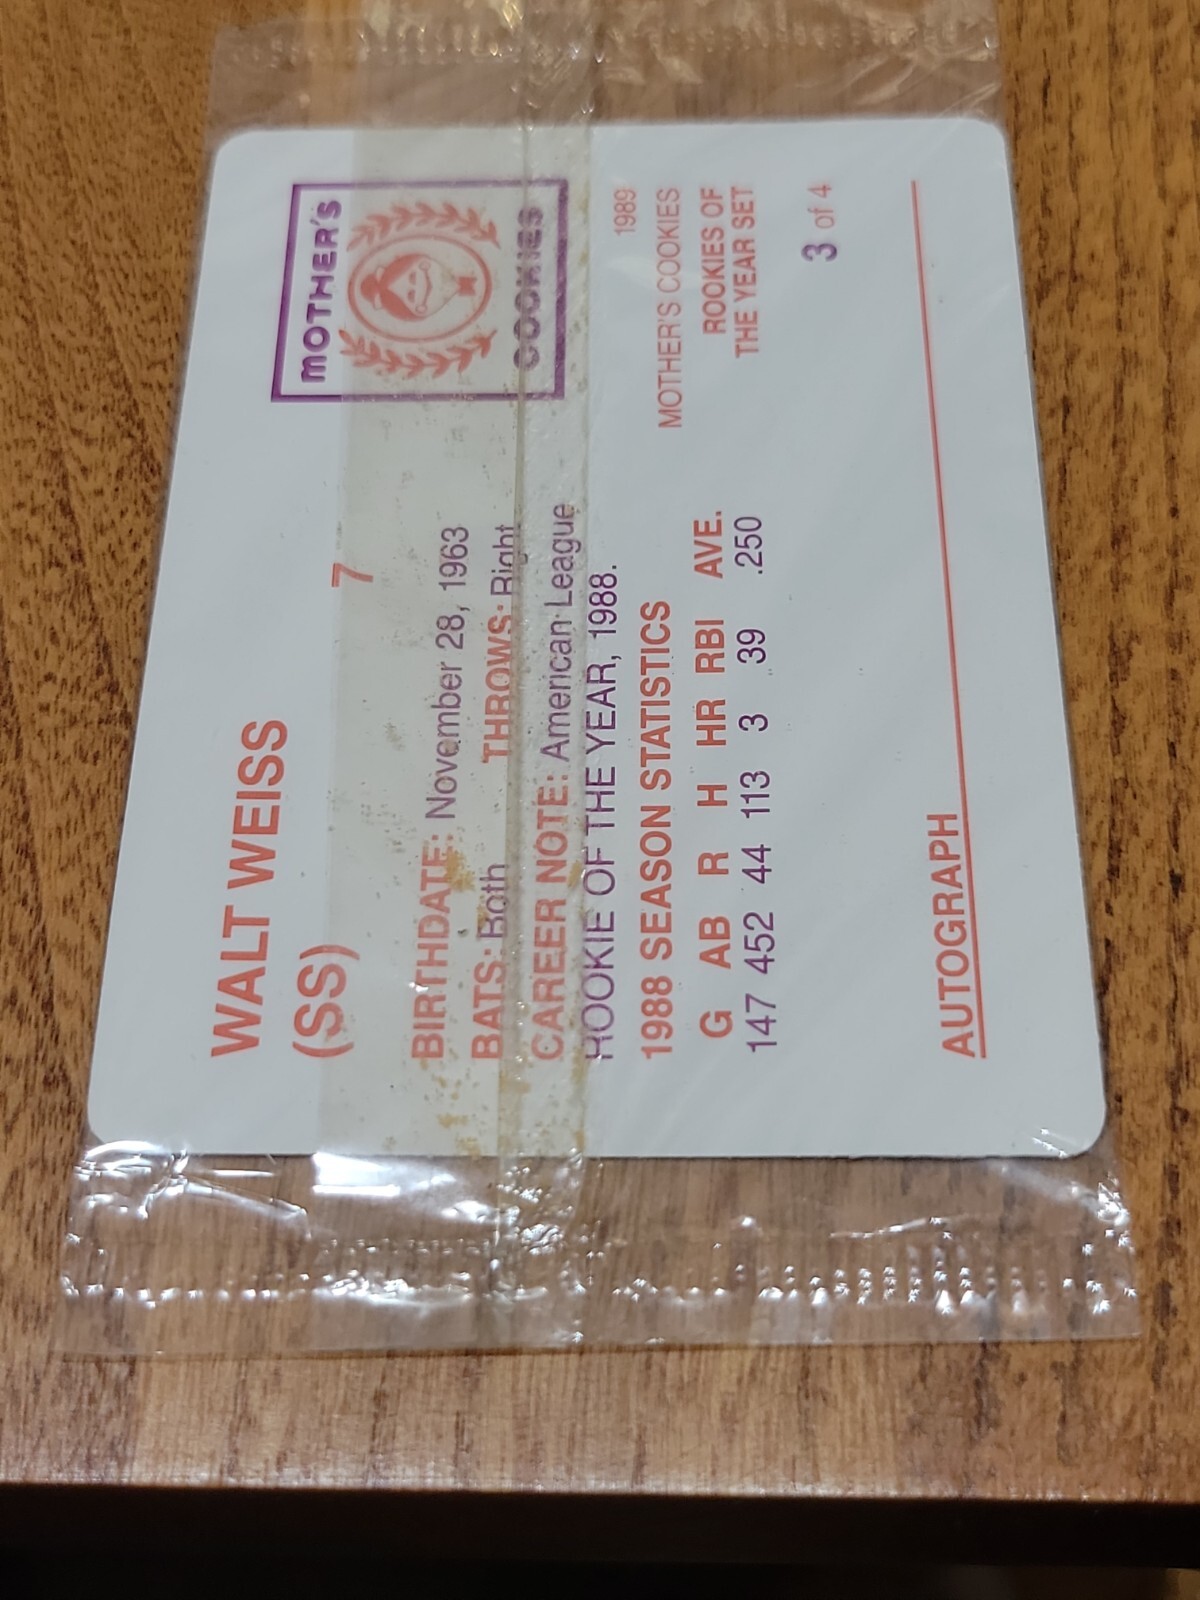 WALT WEISS
(SS) 7
BIRTHDATE: November 28, 1963
BATS: Both THROWS: Right
CAREER NOTE: American League
ROOKIE OF THE YEAR, 1988.
1988 SEASON STATISTICS
G AB R H HR RBI AVE.
147 452 44 113 3 39 .250
AUTOGRAPH
MOTHER'S
COOKIES
1989
MOTHER'S COOKIES
ROOKIES OF
THE YEAR SET
3 of 4